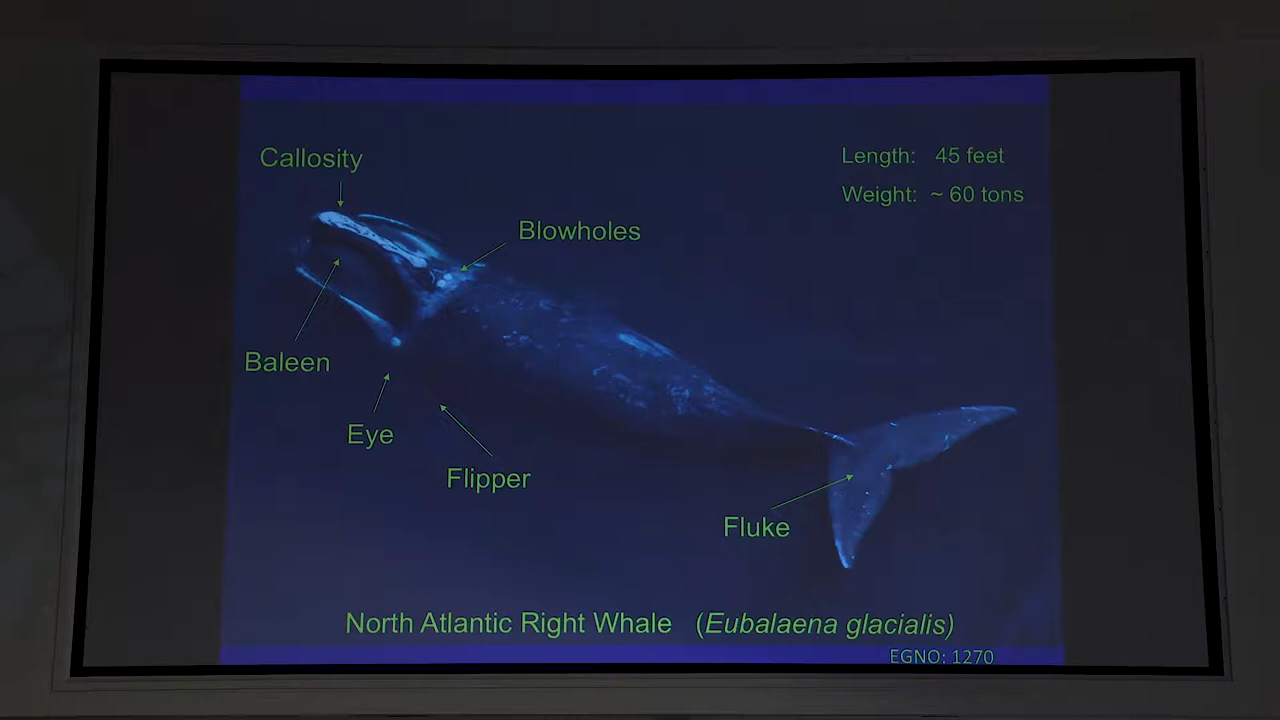 Callosity
Length: 45 feet
Weight: ~ 60 tons
Blowholes
Baleen
Eye
Flipper
Fluke
North Atlantic Right Whale (Eubalaena glacialis)
EGNO: 1270